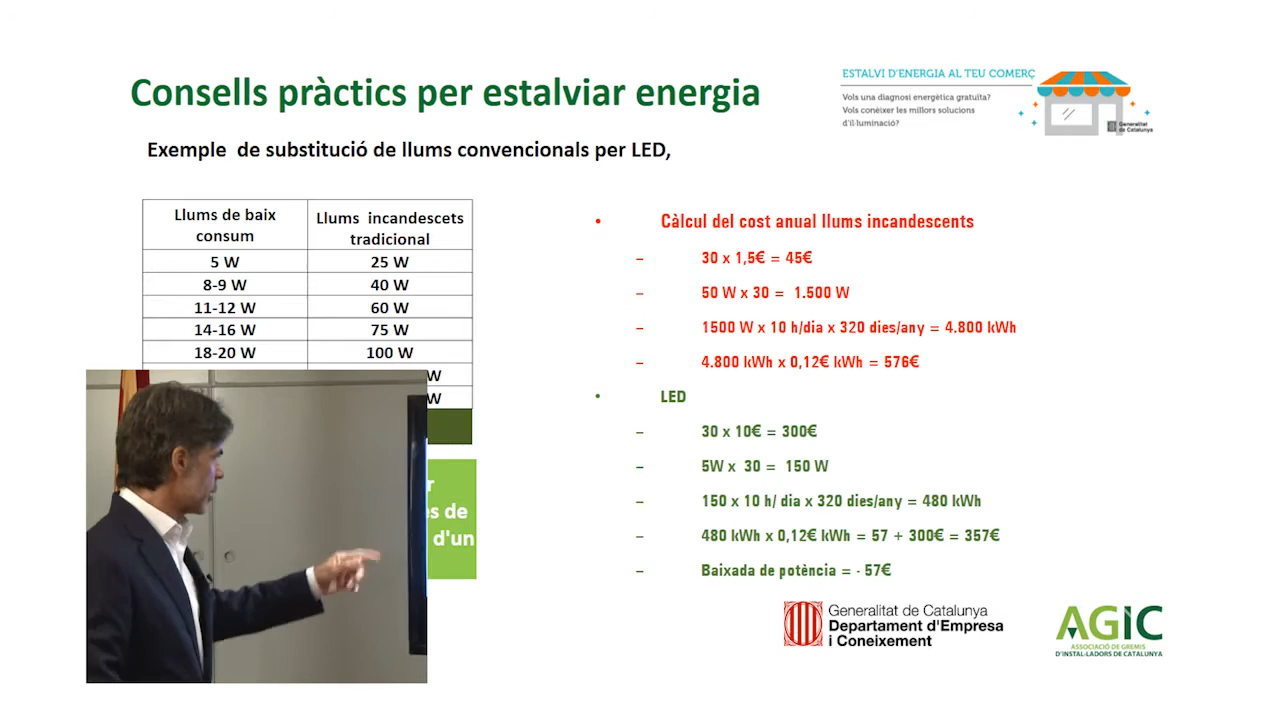 ESTALVI D'ENERGIA AL TEU COMERÇ
Consells pràctics per estalviar energia
Vols una diagnosi energètica gratuïta?
Vols conèixer les millors solucions
d'il·luminació?
Generalitat
de Catalunya
Exemple de substitució de llums convencionals per LED,
Llums de baix consum
Llums incandescets tradicional
5 W 25 W
8-9 W 40 W
11-12 W 60 W
14-16 W 75 W
18-20 W 100 W
W
W
r
s de
d'un
• Càlcul del cost anual llums incandescents
– 30 x 1,5€ = 45€
– 50 W x 30 = 1.500 W
– 1500 W x 10 h/dia x 320 dies/any = 4.800 kWh
– 4.800 kWh x 0,12€ kWh = 576€
• LED
– 30 x 10€ = 300€
– 5W x 30 = 150 W
– 150 x 10 h/ dia x 320 dies/any = 480 kWh
– 480 kWh x 0,12€ kWh = 57 + 300€ = 357€
– Baixada de potència = - 57€
Generalitat de Catalunya
Departament d'Empresa
i Coneixement
AGIC
ASSOCIACIÓ DE GREMIS
D'INSTAL·LADORS DE CATALUNYA